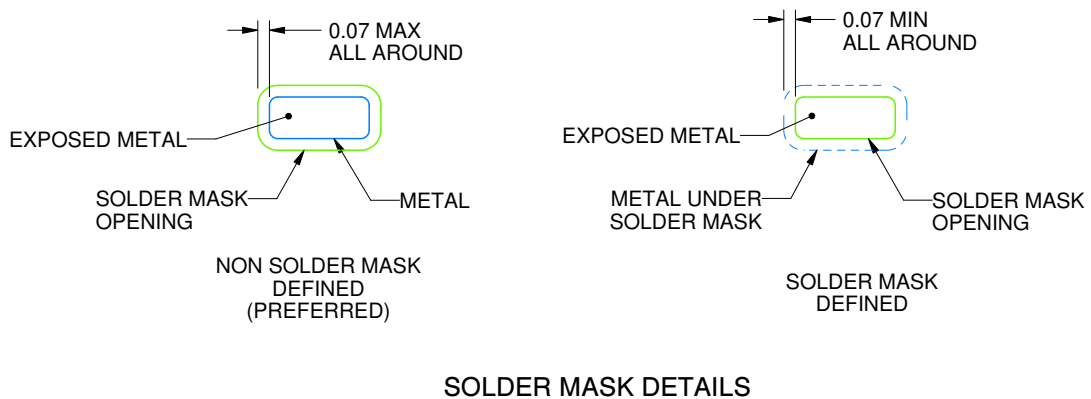 0.07 MAX
ALL AROUND
EXPOSED METAL
SOLDER MASK
OPENING
METAL
NON SOLDER MASK
DEFINED
(PREFERRED)
0.07 MIN
ALL AROUND
EXPOSED METAL
METAL UNDER
SOLDER MASK
SOLDER MASK
OPENING
SOLDER MASK
DEFINED
SOLDER MASK DETAILS